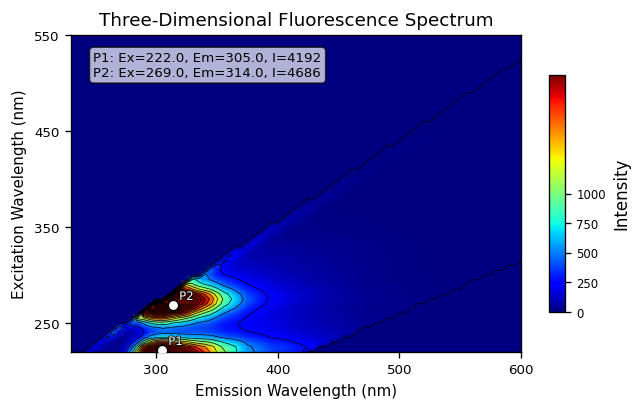 Three-Dimensional Fluorescence Spectrum
P1: Ex=222.0, Em=305.0, I=4192
P2: Ex=269.0, Em=314.0, I=4686
550
450
350
250
Excitation Wavelength (nm)
P2
P1
300 400 500 600
Emission Wavelength (nm)
1000
750
500
250
0
Intensity